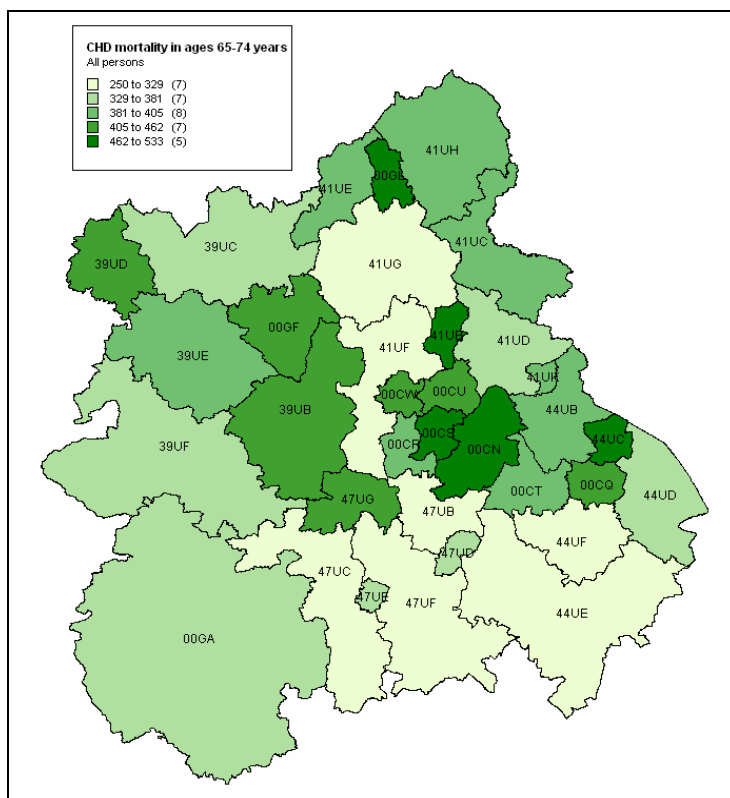 CHD mortality in ages 65-74 years
All persons
250 to 329 (7)
329 to 381 (7)
381 to 405 (8)
405 to 462 (7)
462 to 533 (5)
41UH
00GL
41UE
39UC
41UC
39UD
41UG
00GF
41UB
41UD
41UF
39UE
41UK
00CW
00CU
39UB
44UB
00CS
44UC
00CR
39UF
00CN
00CQ
44UD
00CT
47UG
47UB
44UF
47UD
47UC
47UE
47UF
44UE
00GA